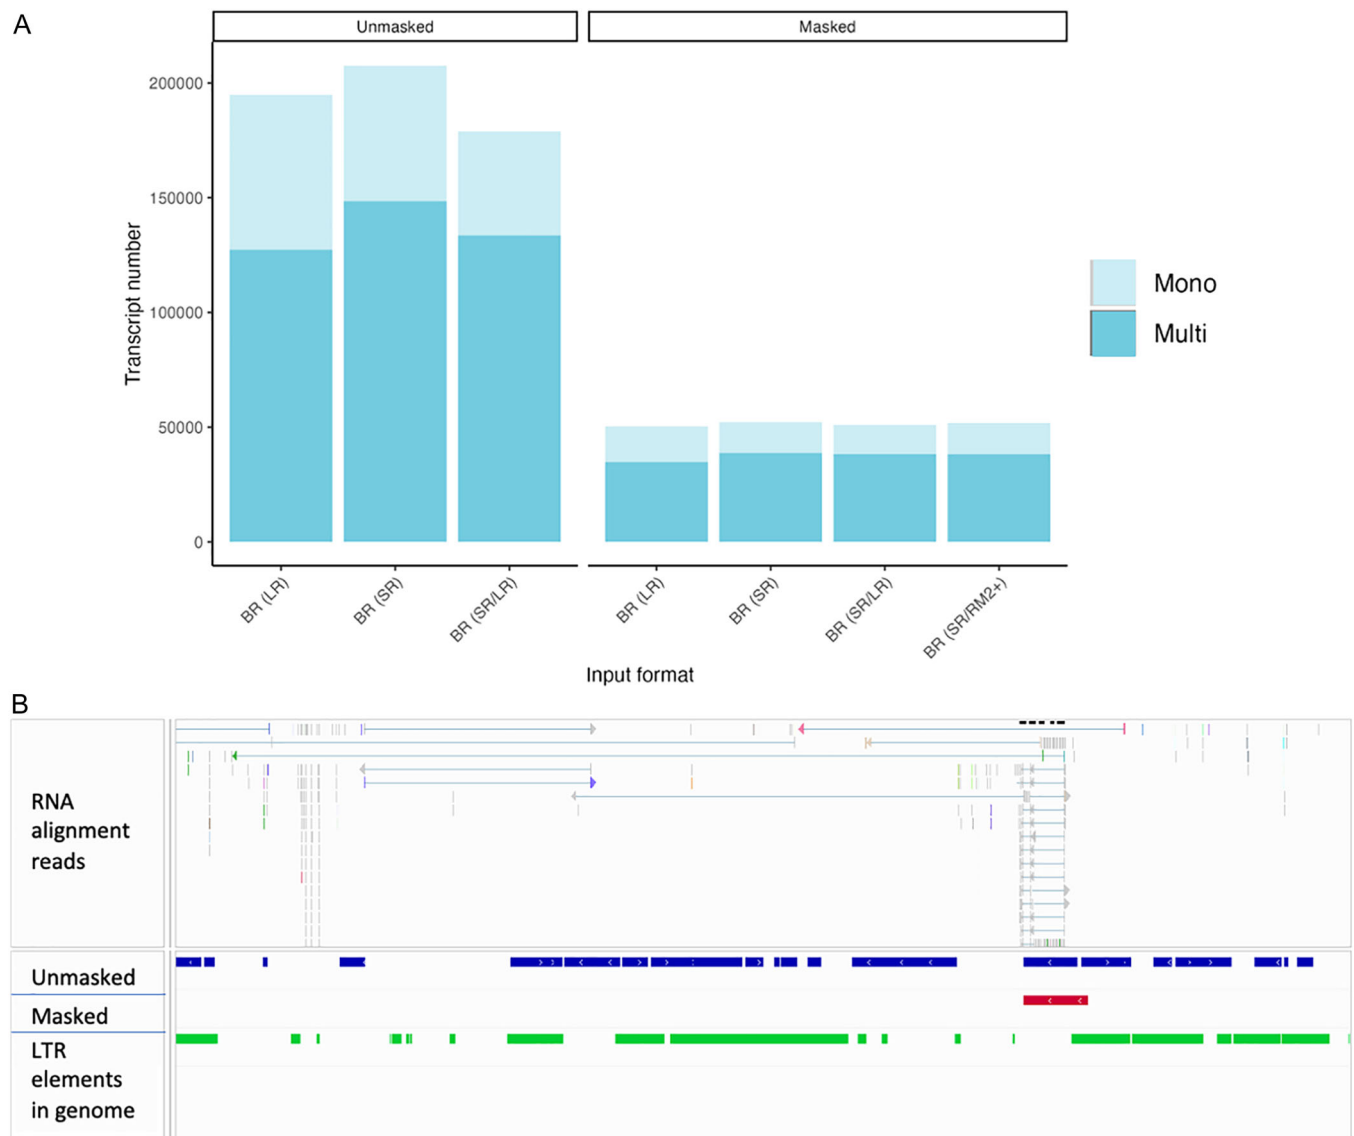 A
Unmasked
Masked
200000
150000
100000
50000
0
Transcript number
BR (LR)
BR (SR)
BR (SR/LR)
BR (LR)
BR (SR)
BR (SR/LR)
BR (SR/RM2+)
Input format
Mono
Multi
B
RNA
alignment
reads
Unmasked
Masked
LTR
elements
in genome